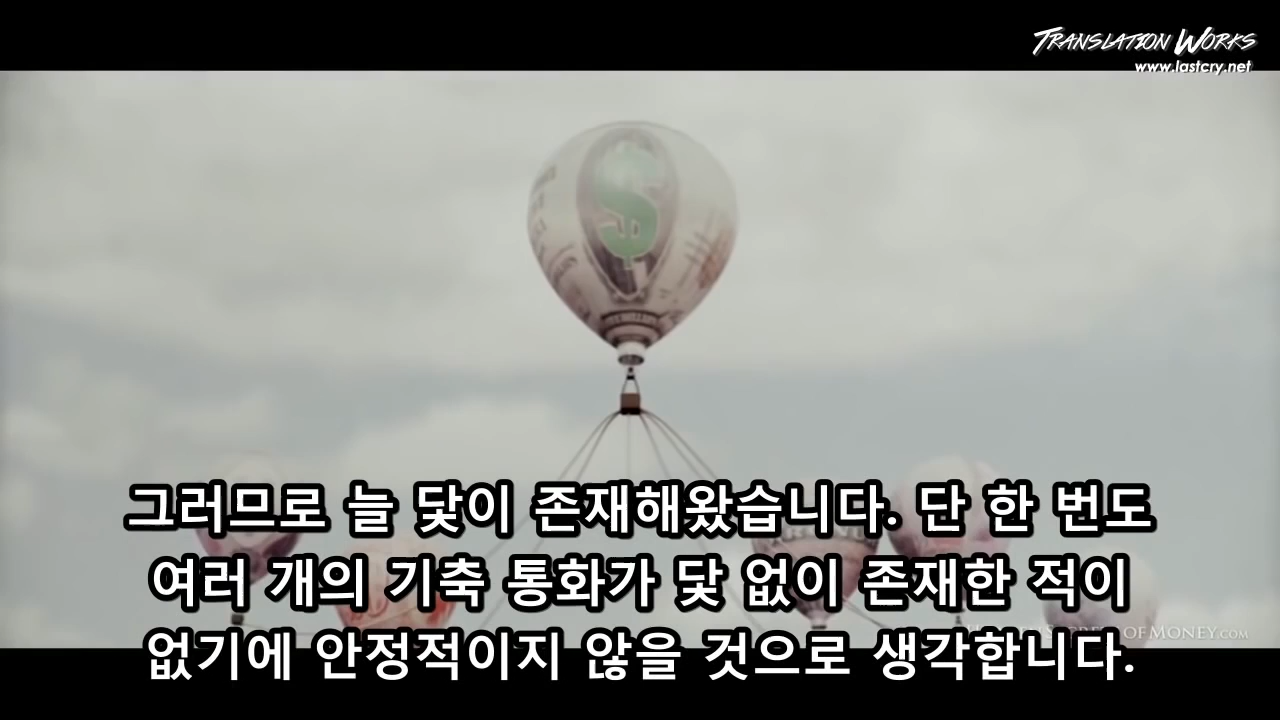 TRANSLATION WORKS
www.lastcry.net
$
그러므로 늘 닻이 존재해왔습니다. 단 한 번도
여러 개의 기축 통화가 닻 없이 존재한 적이
OF MONEY.COM
없기에 안정적이지 않을 것으로 생각합니다.